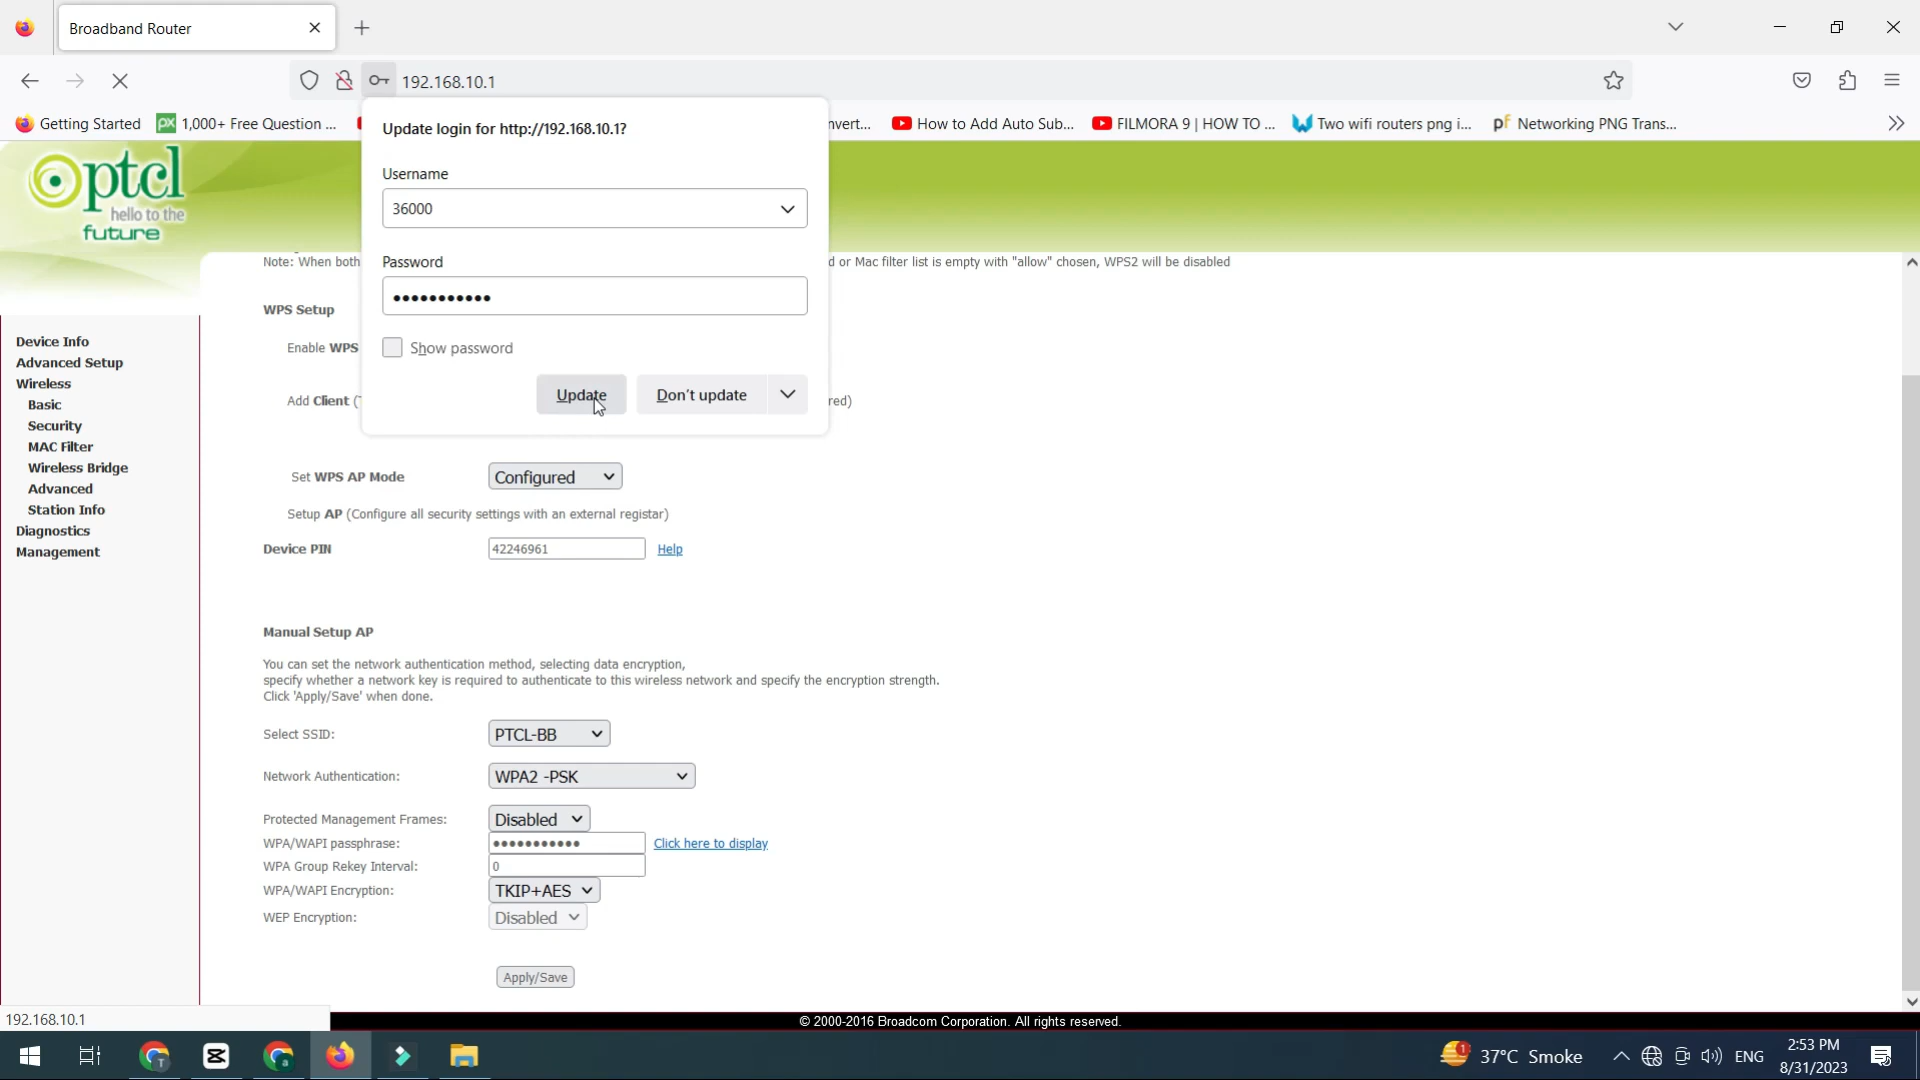 Broadband Router
192.168.10.1
Getting Started
1,000+ Free Question ...
nvert...
How to Add Auto Sub...
FILMORA 9 | HOW TO ...
Two wifi routers png i...
pf Networking PNG Trans...
ptcl
hello to the
future
Update login for http://192.168.10.1?
Username
36000
Password
•••••••••••
Show password
Update
Don't update
Device Info
Advanced Setup
Wireless
Basic
Security
MAC Filter
Wireless Bridge
Advanced
Station Info
Diagnostics
Management
Note: When both d or Mac filter list is empty with "allow" chosen, WPS2 will be disabled
WPS Setup
Enable WPS
Add Client ( red)
Set WPS AP Mode Configured
Setup AP (Configure all security settings with an external registar)
Device PIN 42246961 Help
Manual Setup AP
You can set the network authentication method, selecting data encryption,
specify whether a network key is required to authenticate to this wireless network and specify the encryption strength.
Click 'Apply/Save' when done.
Select SSID: PTCL-BB
Network Authentication: WPA2 -PSK
Protected Management Frames: Disabled
WPA/WAPI passphrase: ••••••••••• Click here to display
WPA Group Rekey Interval: 0
WPA/WAPI Encryption: TKIP+AES
WEP Encryption: Disabled
Apply/Save
192.168.10.1
© 2000-2016 Broadcom Corporation. All rights reserved.
1 37°C Smoke
ENG
2:53 PM
8/31/2023